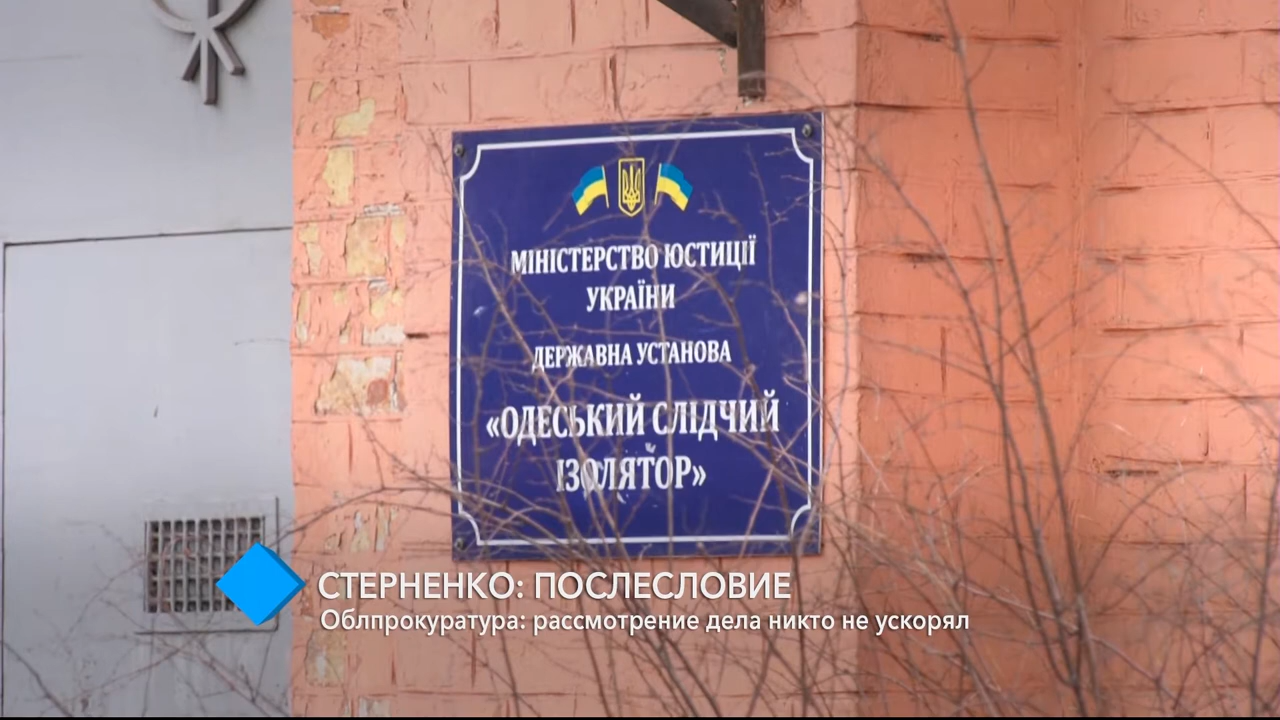 МІНІСТЕРСТВО ЮСТИЦІЇ
УКРАЇНИ
ДЕРЖАВНА УСТАНОВА
«ОДЕСЬКИЙ СЛІДЧИЙ
ІЗОЛЯТОР»
СТЕРНЕНКО: ПОСЛЕСЛОВИЕ
Облпрокуратура: рассмотрение дела никто не ускорял